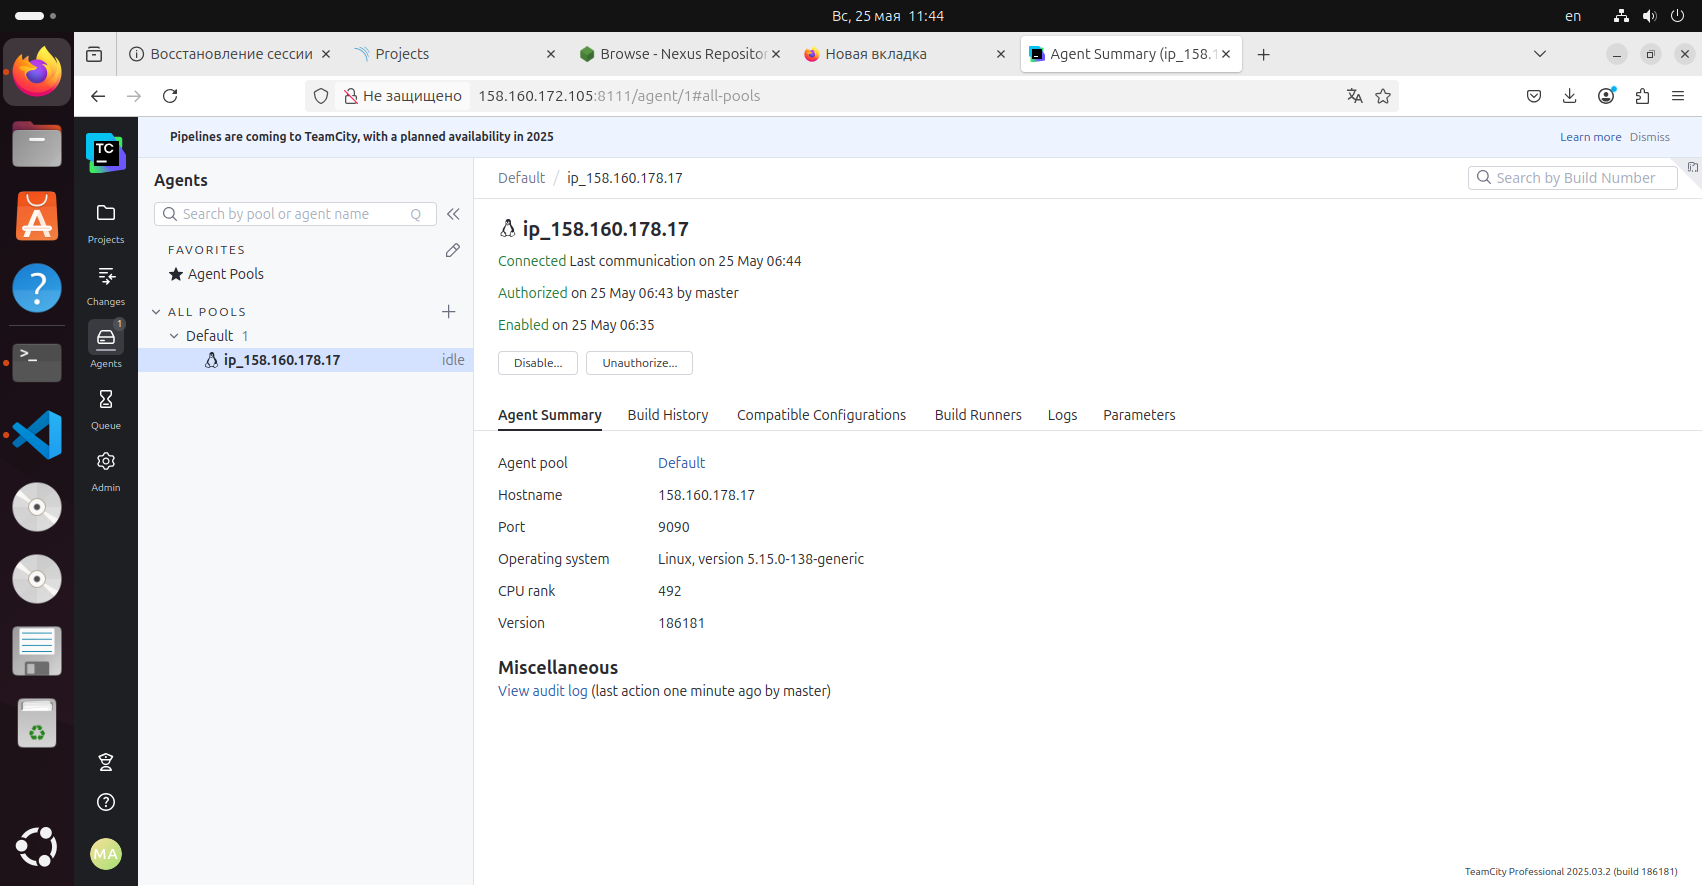 Вс, 25 мая 11:44
en
Восстановление сессии
Projects
Browse - Nexus Repositor
Новая вкладка
Agent Summary (ip_158.1
Не защищено
158.160.172.105:8111/agent/1#all-pools
TC
Pipelines are coming to TeamCity, with a planned availability in 2025
Learn more
Dismiss
Projects
Changes
1
Agents
Queue
Admin
MA
Agents
Search by pool or agent name
Q
FAVORITES
Agent Pools
ALL POOLS
Default 1
ip_158.160.178.17
idle
Default / ip_158.160.178.17
Search by Build Number
ip_158.160.178.17
Connected Last communication on 25 May 06:44
Authorized on 25 May 06:43 by master
Enabled on 25 May 06:35
Disable...
Unauthorize...
Agent Summary
Build History
Compatible Configurations
Build Runners
Logs
Parameters
Agent pool Default
Hostname 158.160.178.17
Port 9090
Operating system Linux, version 5.15.0-138-generic
CPU rank 492
Version 186181
Miscellaneous
View audit log (last action one minute ago by master)
TeamCity Professional 2025.03.2 (build 186181)